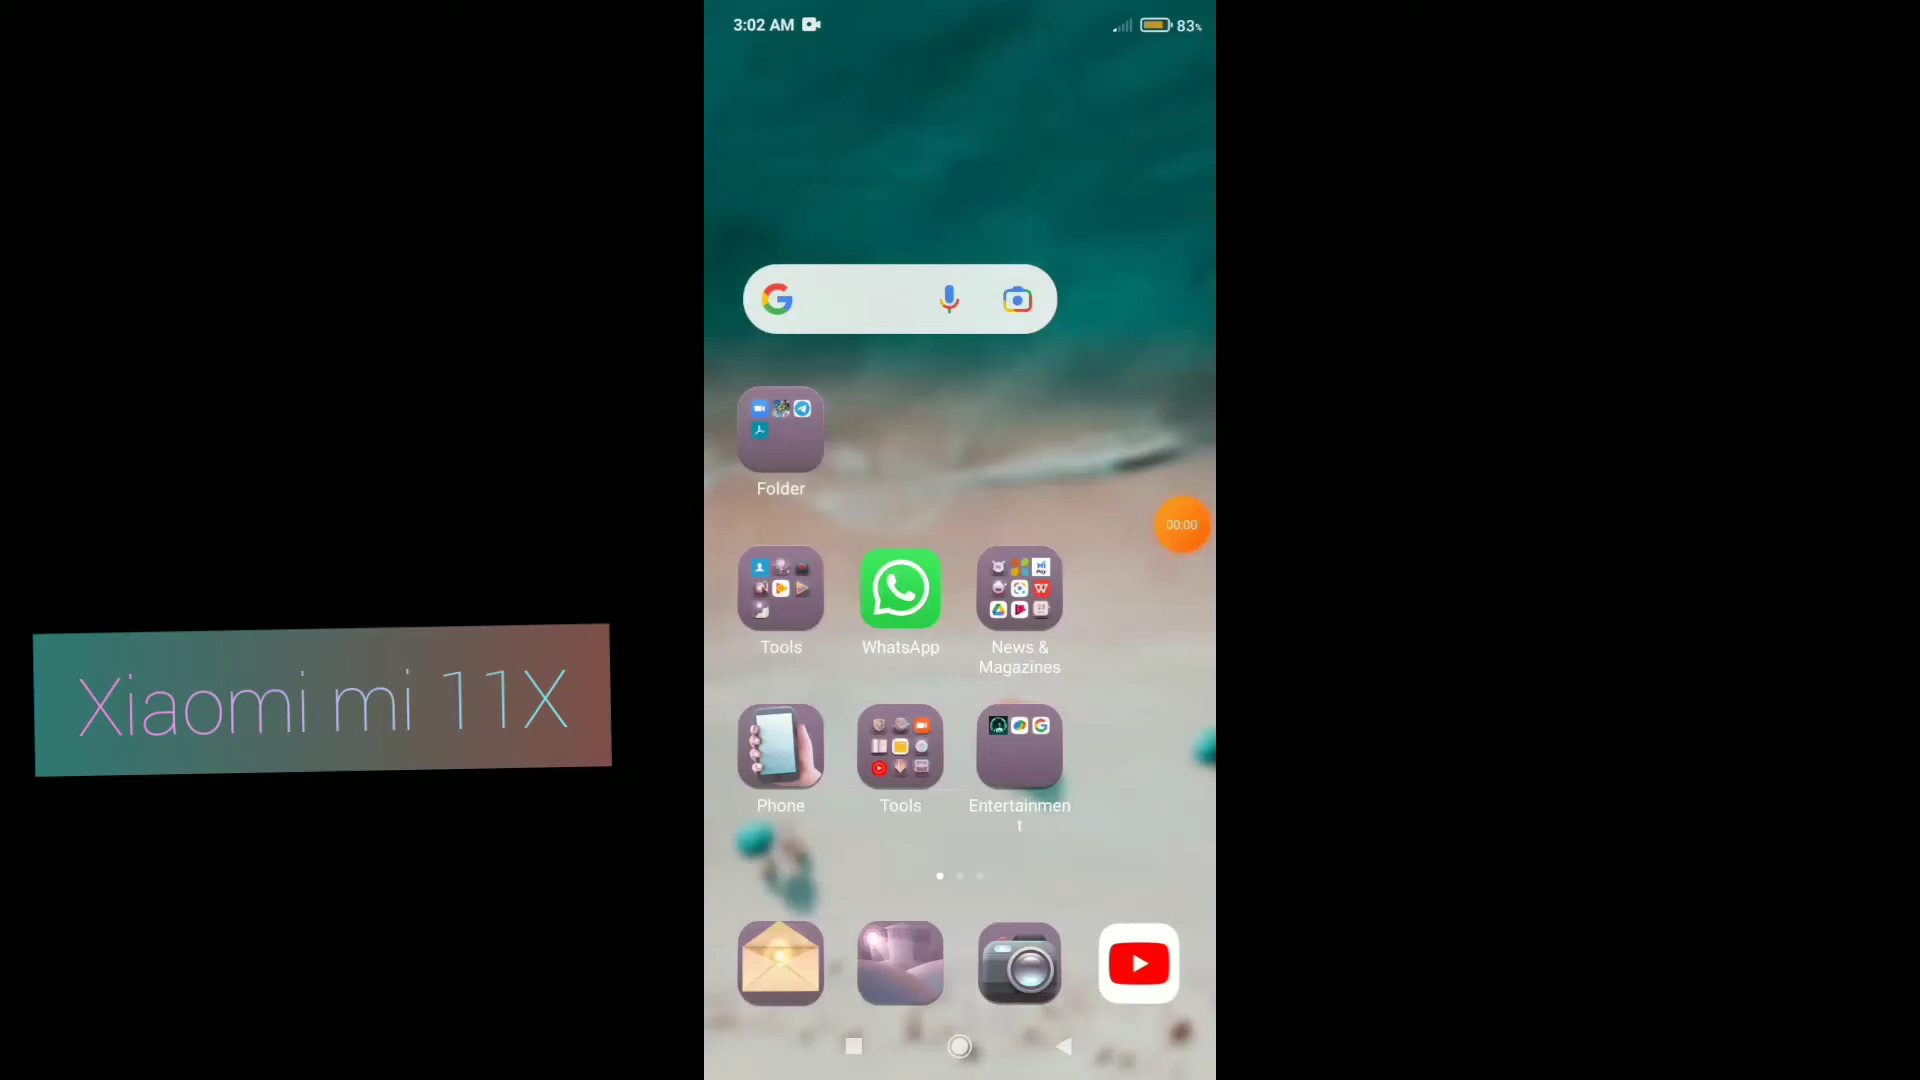 3:02 AM
83%
Folder
00:00
Tools
WhatsApp
News &
Magazines
Xiaomi mi 11X
Phone
Tools
Entertainmen
t